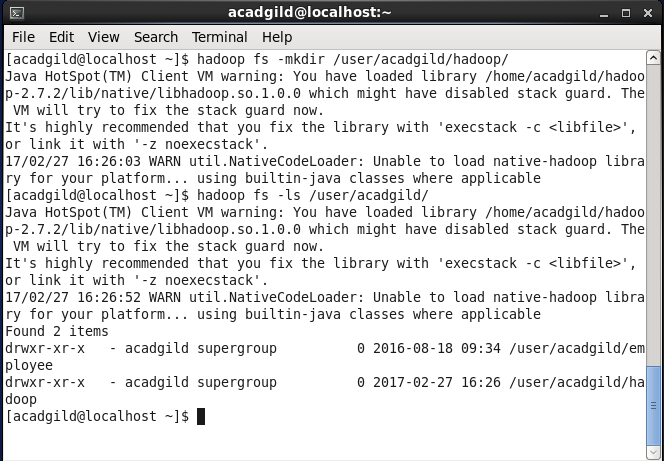 acadgild@localhost:~
File Edit View Search Terminal Help
[acadgild@localhost ~]$ hadoop fs -mkdir /user/acadgild/hadoop/
Java HotSpot(TM) Client VM warning: You have loaded library /home/acadgild/hadoo
p-2.7.2/lib/native/libhadoop.so.1.0.0 which might have disabled stack guard. The
 VM will try to fix the stack guard now.
It's highly recommended that you fix the library with 'execstack -c <libfile>',
or link it with '-z noexecstack'.
17/02/27 16:26:03 WARN util.NativeCodeLoader: Unable to load native-hadoop libra
ry for your platform... using builtin-java classes where applicable
[acadgild@localhost ~]$ hadoop fs -ls /user/acadgild/
Java HotSpot(TM) Client VM warning: You have loaded library /home/acadgild/hadoo
p-2.7.2/lib/native/libhadoop.so.1.0.0 which might have disabled stack guard. The
 VM will try to fix the stack guard now.
It's highly recommended that you fix the library with 'execstack -c <libfile>',
or link it with '-z noexecstack'.
17/02/27 16:26:52 WARN util.NativeCodeLoader: Unable to load native-hadoop libra
ry for your platform... using builtin-java classes where applicable
Found 2 items
drwxr-xr-x   - acadgild supergroup          0 2016-08-18 09:34 /user/acadgild/em
ployee
drwxr-xr-x   - acadgild supergroup          0 2017-02-27 16:26 /user/acadgild/ha
doop
[acadgild@localhost ~]$